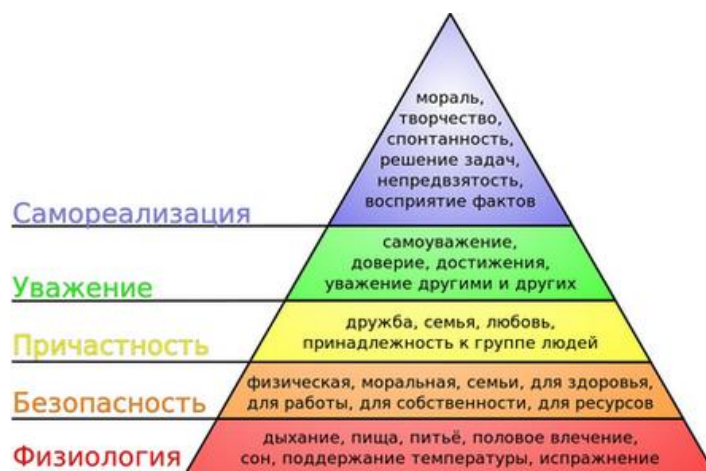 мораль,
творчество,
спонтанность,
решение задач,
непредвзятость,
восприятие фактов
Самореализация
самоуважение,
доверие, достижения,
уважение другими и других
Уважение
дружба, семья, любовь,
принадлежность к группе людей
Причастность
физическая, моральная, семьи, для здоровья,
для работы, для собственности, для ресурсов
Безопасность
дыхание, пища, питьё, половое влечение,
сон, поддержание температуры, испражнение
Физиология